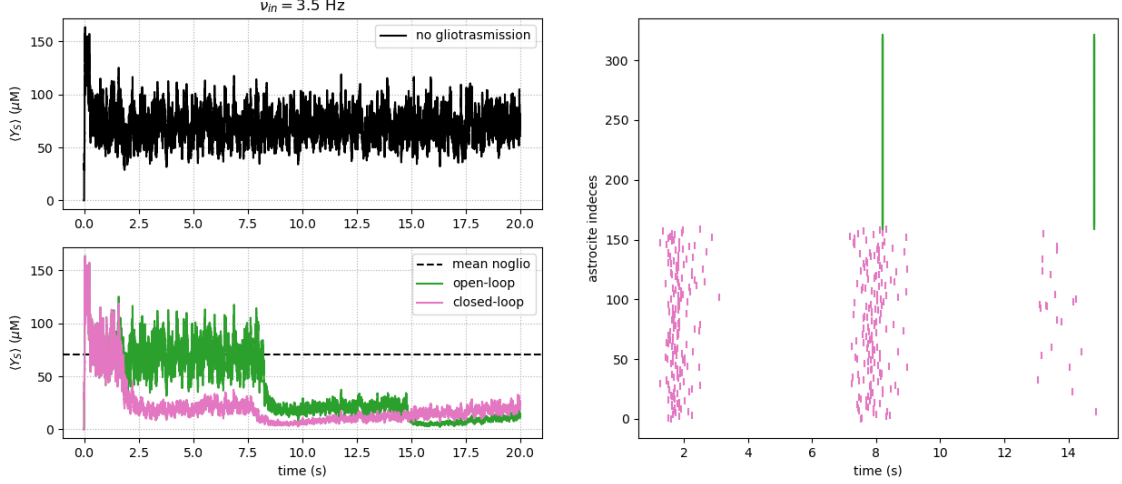 ν_in = 3.5 Hz
150
100
50
0
⟨Y_S⟩ (μM)
no gliotrasmission
0.0 2.5 5.0 7.5 10.0 12.5 15.0 17.5 20.0
150
100
50
0
⟨Y_S⟩ (μM)
mean noglio
open-loop
closed-loop
0.0 2.5 5.0 7.5 10.0 12.5 15.0 17.5 20.0
time (s)
300
250
200
150
100
50
0
astrocite indeces
2 4 6 8 10 12 14
time (s)